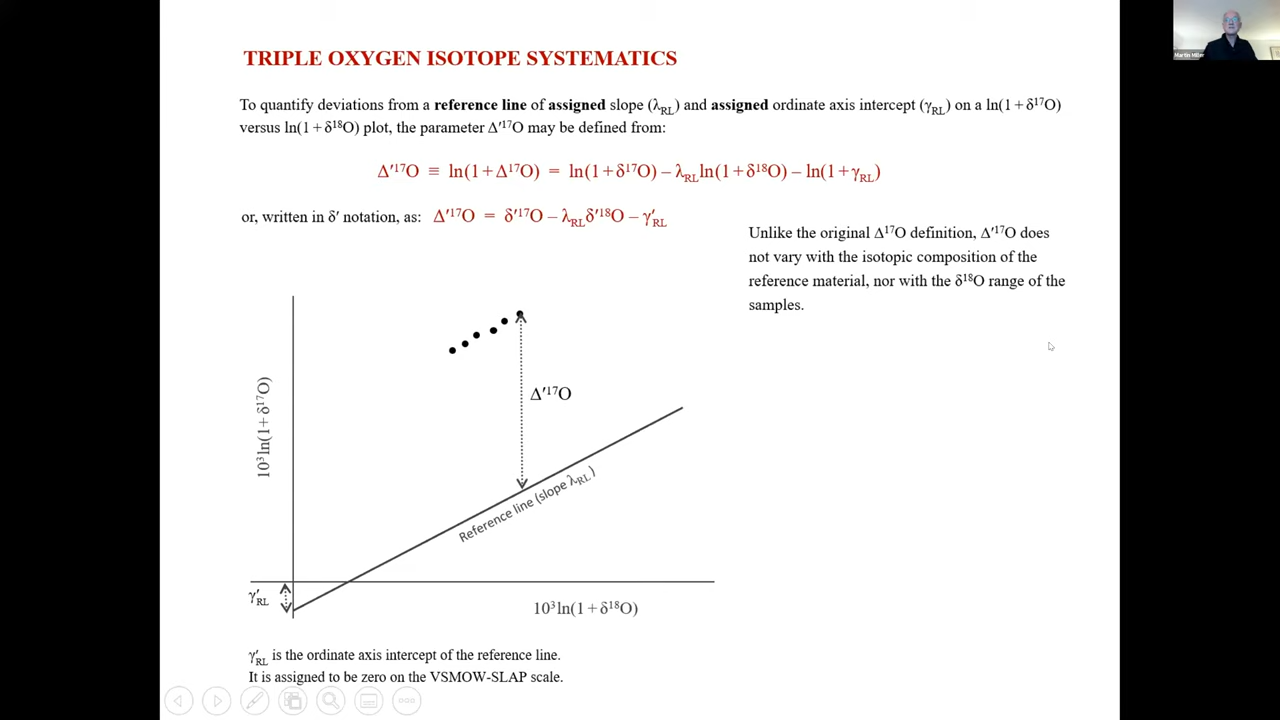 TRIPLE OXYGEN ISOTOPE SYSTEMATICS
To quantify deviations from a reference line of assigned slope (λRL) and assigned ordinate axis intercept (γRL) on a ln(1 + δ¹⁷O)
versus ln(1 + δ¹⁸O) plot, the parameter Δ′¹⁷O may be defined from:
Δ′¹⁷O ≡ ln(1+Δ¹⁷O) = ln(1+δ¹⁷O) – λRLln(1+δ¹⁸O) – ln(1+γRL)
or, written in δ′ notation, as: Δ′¹⁷O = δ′¹⁷O – λRLδ′¹⁸O – γ′RL
Unlike the original Δ¹⁷O definition, Δ′¹⁷O does
not vary with the isotopic composition of the
reference material, nor with the δ¹⁸O range of the
samples.
10³ln(1+δ¹⁷O)
Δ′¹⁷O
Reference line (slope λRL)
γ′RL
10³ln(1+δ¹⁸O)
γ′RL is the ordinate axis intercept of the reference line.
It is assigned to be zero on the VSMOW-SLAP scale.
Martin Miller